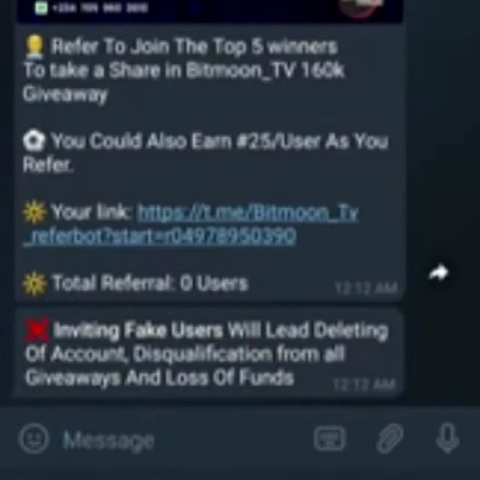 Refer To Join The Top 5 winners
To take a Share in Bitmoon_TV 160k
Giveaway
You Could Also Earn #25/User As You
Refer.
Your link: https://t.me/Bitmoon_Tv
_referbot?start=r04978950390
Total Referral: 0 Users
12:12 AM
Inviting Fake Users Will Lead Deleting
Of Account, Disqualification from all
Giveaways And Loss Of Funds
12:12 AM
Message